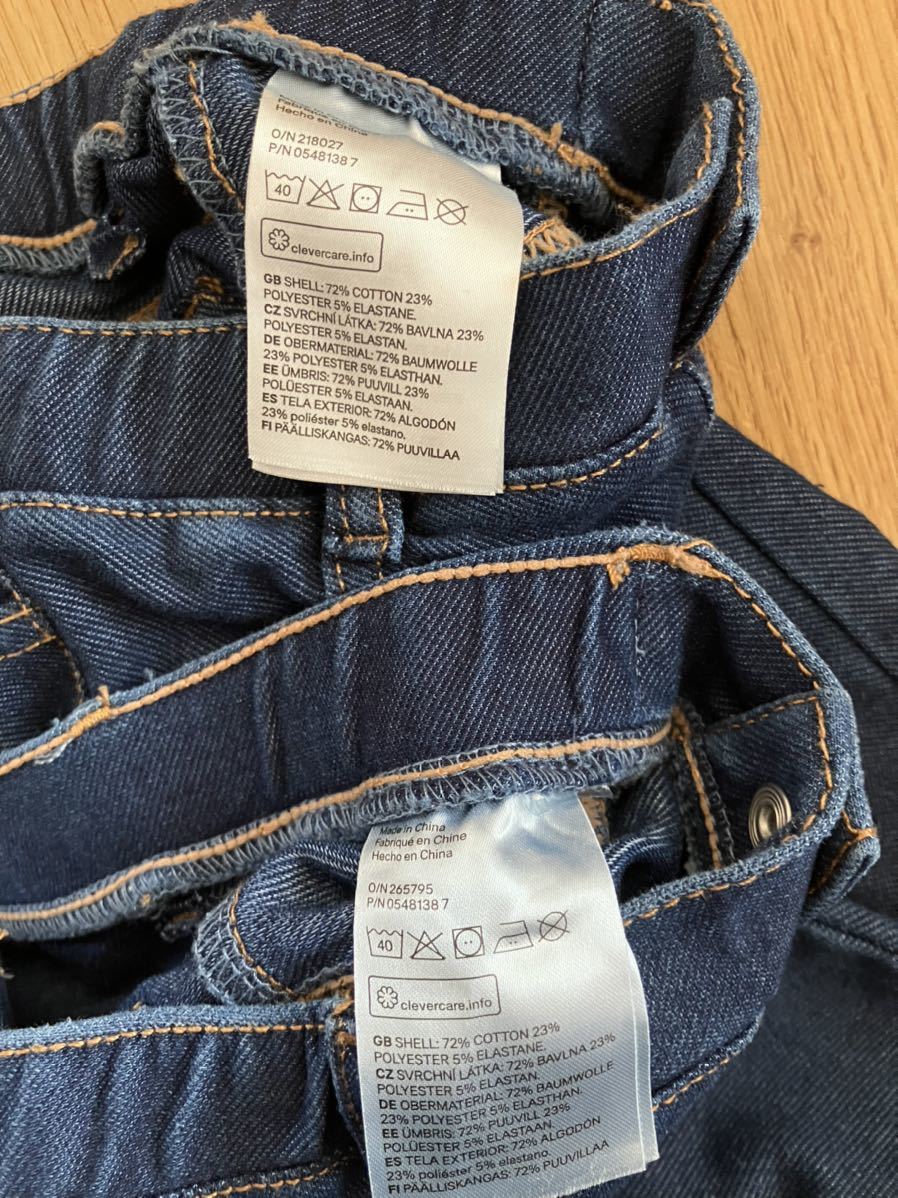 Hecho en China
O/N 218027
P/N 0548138 7
40
clevercare.info
GB SHELL: 72% COTTON 23%
POLYESTER 5% ELASTANE.
CZ SVRCHNÍ LÁTKA: 72% BAVLNA 23%
POLYESTER 5% ELASTAN.
DE OBERMATERIAL: 72% BAUMWOLLE
23% POLYESTER 5% ELASTHAN.
EE ÜMBRIS: 72% PUUVILL 23%
POLÜESTER 5% ELASTAAN.
ES TELA EXTERIOR: 72% ALGODÓN
23% poliéster 5% elastano.
FI PÄÄLLISKANGAS: 72% PUUVILLAA
Made in China
Fabriqué en Chine
Hecho en China
O/N 265795
P/N 0548138 7
40
clevercare.info
GB SHELL: 72% COTTON 23%
POLYESTER 5% ELASTANE.
CZ SVRCHNÍ LÁTKA: 72% BAVLNA 23%
POLYESTER 5% ELASTAN.
DE OBERMATERIAL: 72% BAUMWOLLE
23% POLYESTER 5% ELASTHAN.
EE ÜMBRIS: 72% PUUVILL 23%
POLÜESTER 5% ELASTAAN.
ES TELA EXTERIOR: 72% ALGODÓN
23% poliéster 5% elastano.
FI PÄÄLLISKANGAS: 72% PUUVILLAA